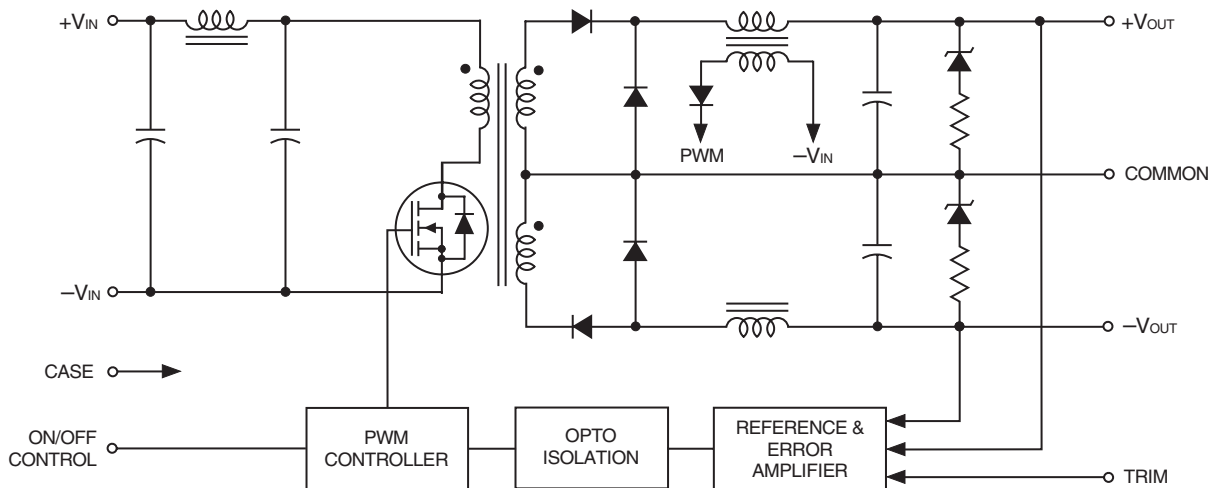 +VIN
+VOUT
PWM
–VIN
COMMON
–VIN
–VOUT
CASE
ON/OFF
CONTROL
PWM
CONTROLLER
OPTO
ISOLATION
REFERENCE &
ERROR
AMPLIFIER
TRIM